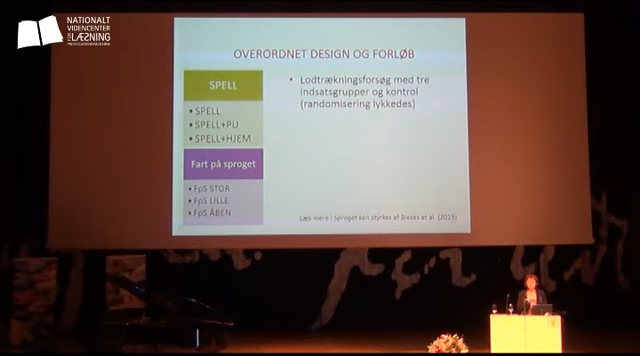 NATIONALT
VIDENCENTER
FOR LÆSNING
OVERORDNET DESIGN OG FORLØB
SPELL
• SPELL
• SPELL+PU
• SPELL+HJEM
Fart på sproget
• FpS STOR
• FpS LILLE
• FpS ÅBEN
• Lodtrækningsforsøg med tre
indsatsgrupper og kontrol
(randomisering lykkedes)
Læs mere i Sproget kan styrkes af Bleses et al. (2015)